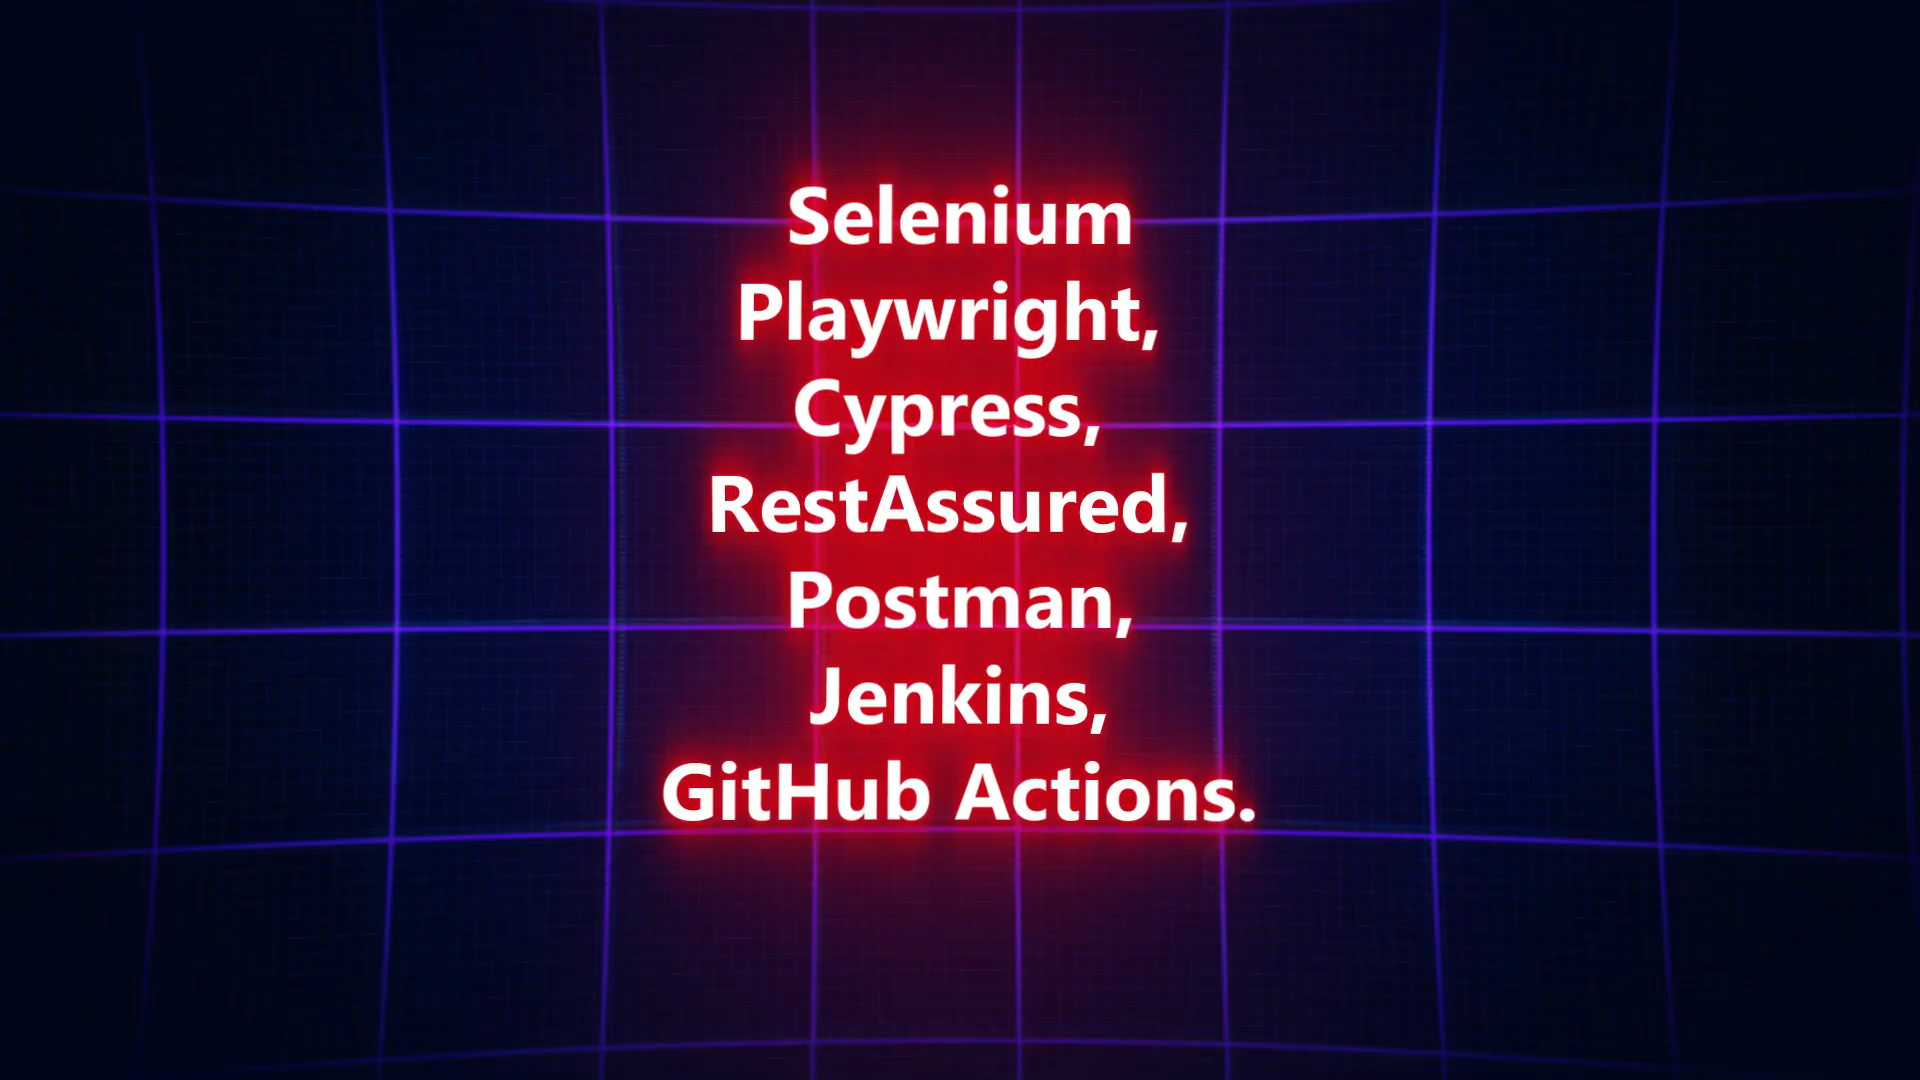 Selenium
Playwright,
Cypress,
RestAssured,
Postman,
Jenkins,
GitHub Actions.